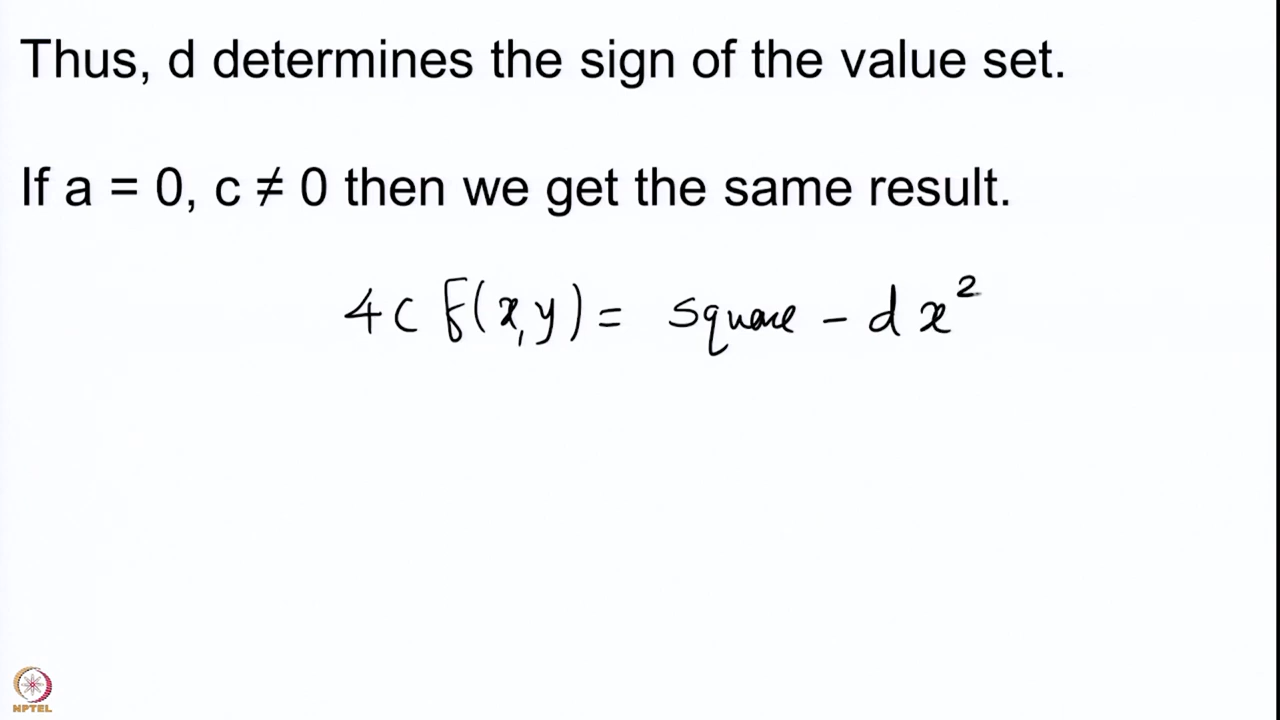 Thus, d determines the sign of the value set.
If a = 0, c ≠ 0 then we get the same result.
4c f(x,y) = square - dx²
NPTEL